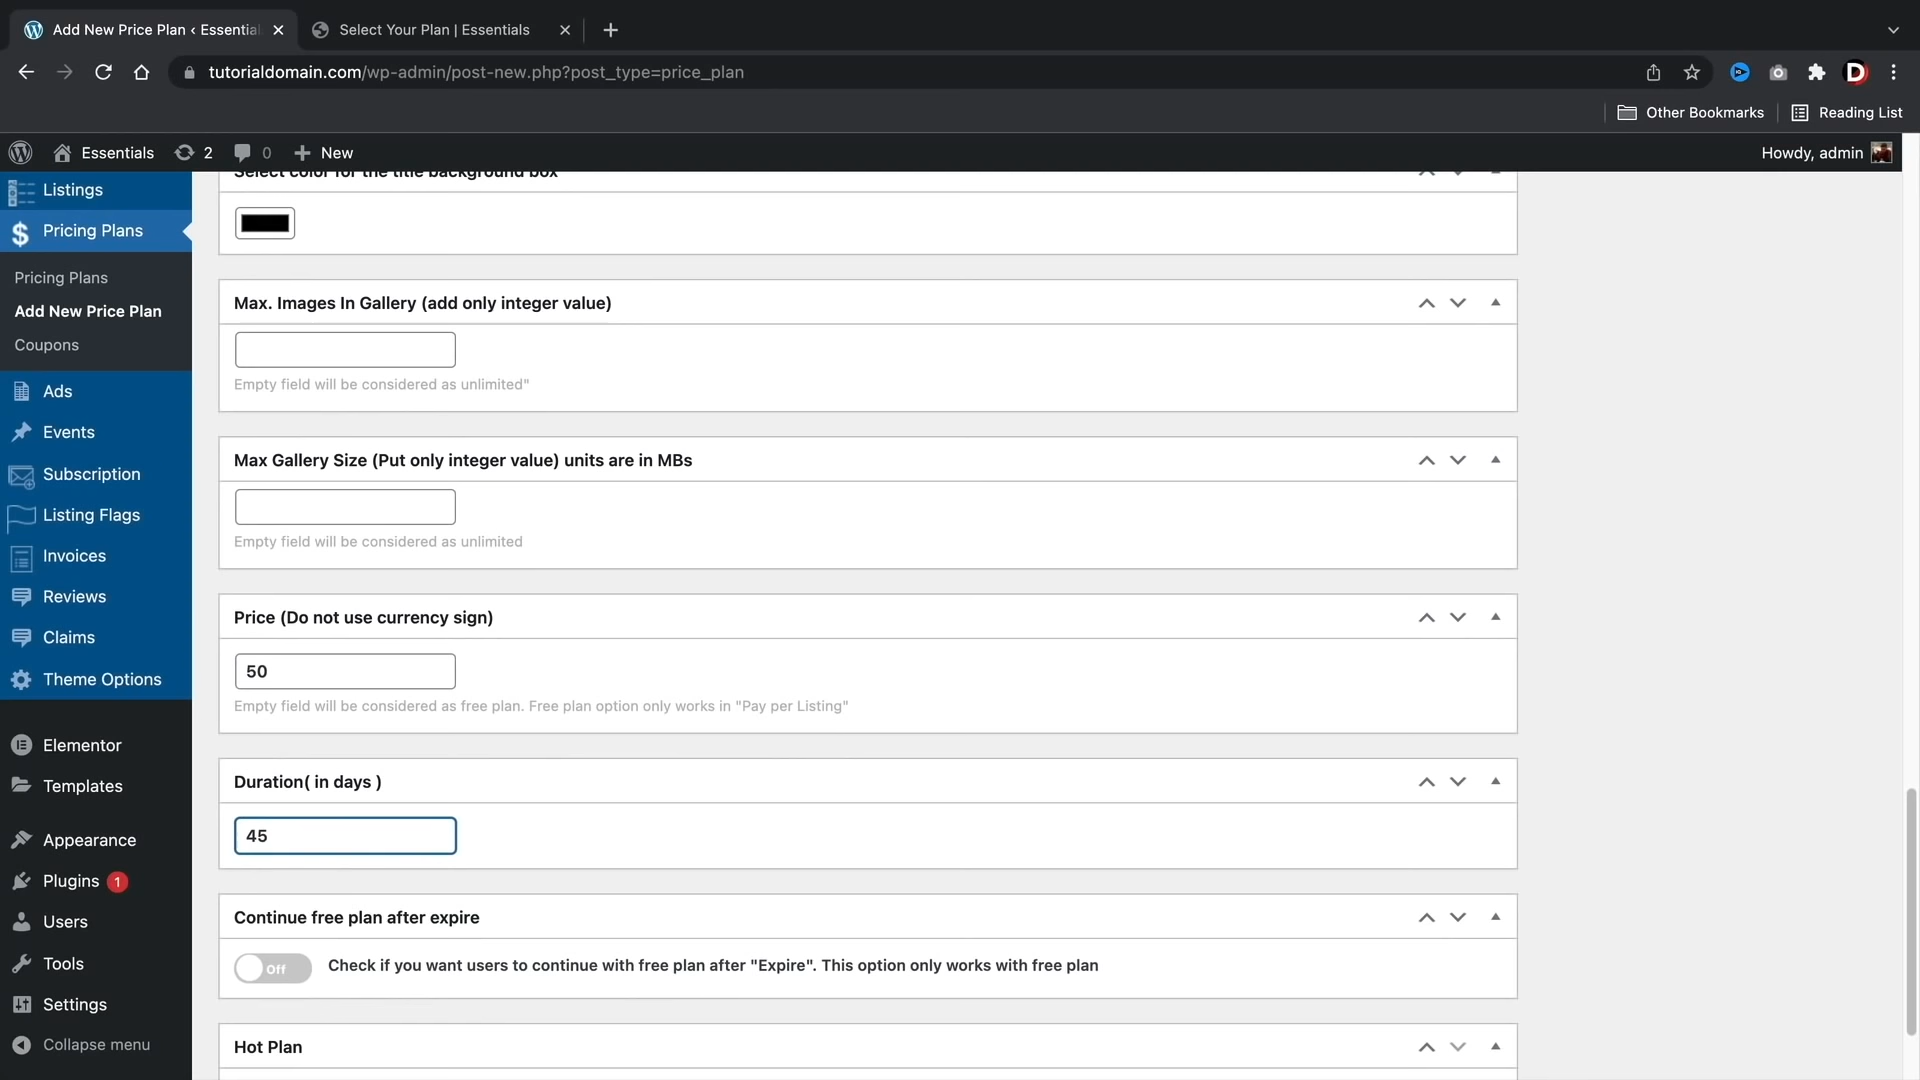 Add New Price Plan ‹ Essential
Select Your Plan | Essentials
tutorialdomain.com/wp-admin/post-new.php?post_type=price_plan
Other Bookmarks
Reading List
Essentials
2
0
New
Howdy, admin
Listings
Pricing Plans
Pricing Plans
Add New Price Plan
Coupons
Ads
Events
Subscription
Listing Flags
Invoices
Reviews
Claims
Theme Options
Elementor
Templates
Appearance
Plugins 1
Users
Tools
Settings
Collapse menu
Select color for the title background box
Max. Images In Gallery (add only integer value)
Empty field will be considered as unlimited"
Max Gallery Size (Put only integer value) units are in MBs
Empty field will be considered as unlimited
Price (Do not use currency sign)
50
Empty field will be considered as free plan. Free plan option only works in "Pay per Listing"
Duration( in days )
45
Continue free plan after expire
Off
Check if you want users to continue with free plan after "Expire". This option only works with free plan
Hot Plan